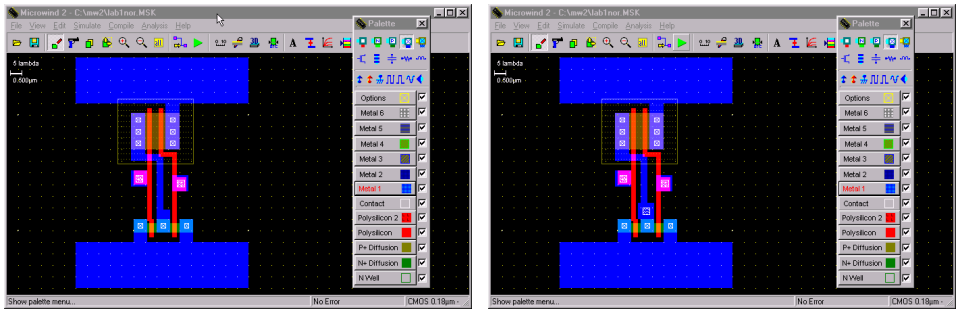 Microwind 2 - C:\mw2\lab1nor.MSK
File View Edit Simulate Compile Analysis Help
Palette
5 lambda
0.600µm
Options
Metal 6
Metal 5
Metal 4
Metal 3
Metal 2
Metal 1
Contact
Polysilicon 2
Polysilicon
P+ Diffusion
N+ Diffusion
N Well
Show palette menu...
No Error
CMOS 0.18µm -
Microwind 2 - C:\mw2\lab1nor.MSK
File View Edit Simulate Compile Analysis Help
Palette
5 lambda
0.600µm
Options
Metal 6
Metal 5
Metal 4
Metal 3
Metal 2
Metal 1
Contact
Polysilicon 2
Polysilicon
P+ Diffusion
N+ Diffusion
N Well
Show palette menu...
No Error
CMOS 0.18µm -